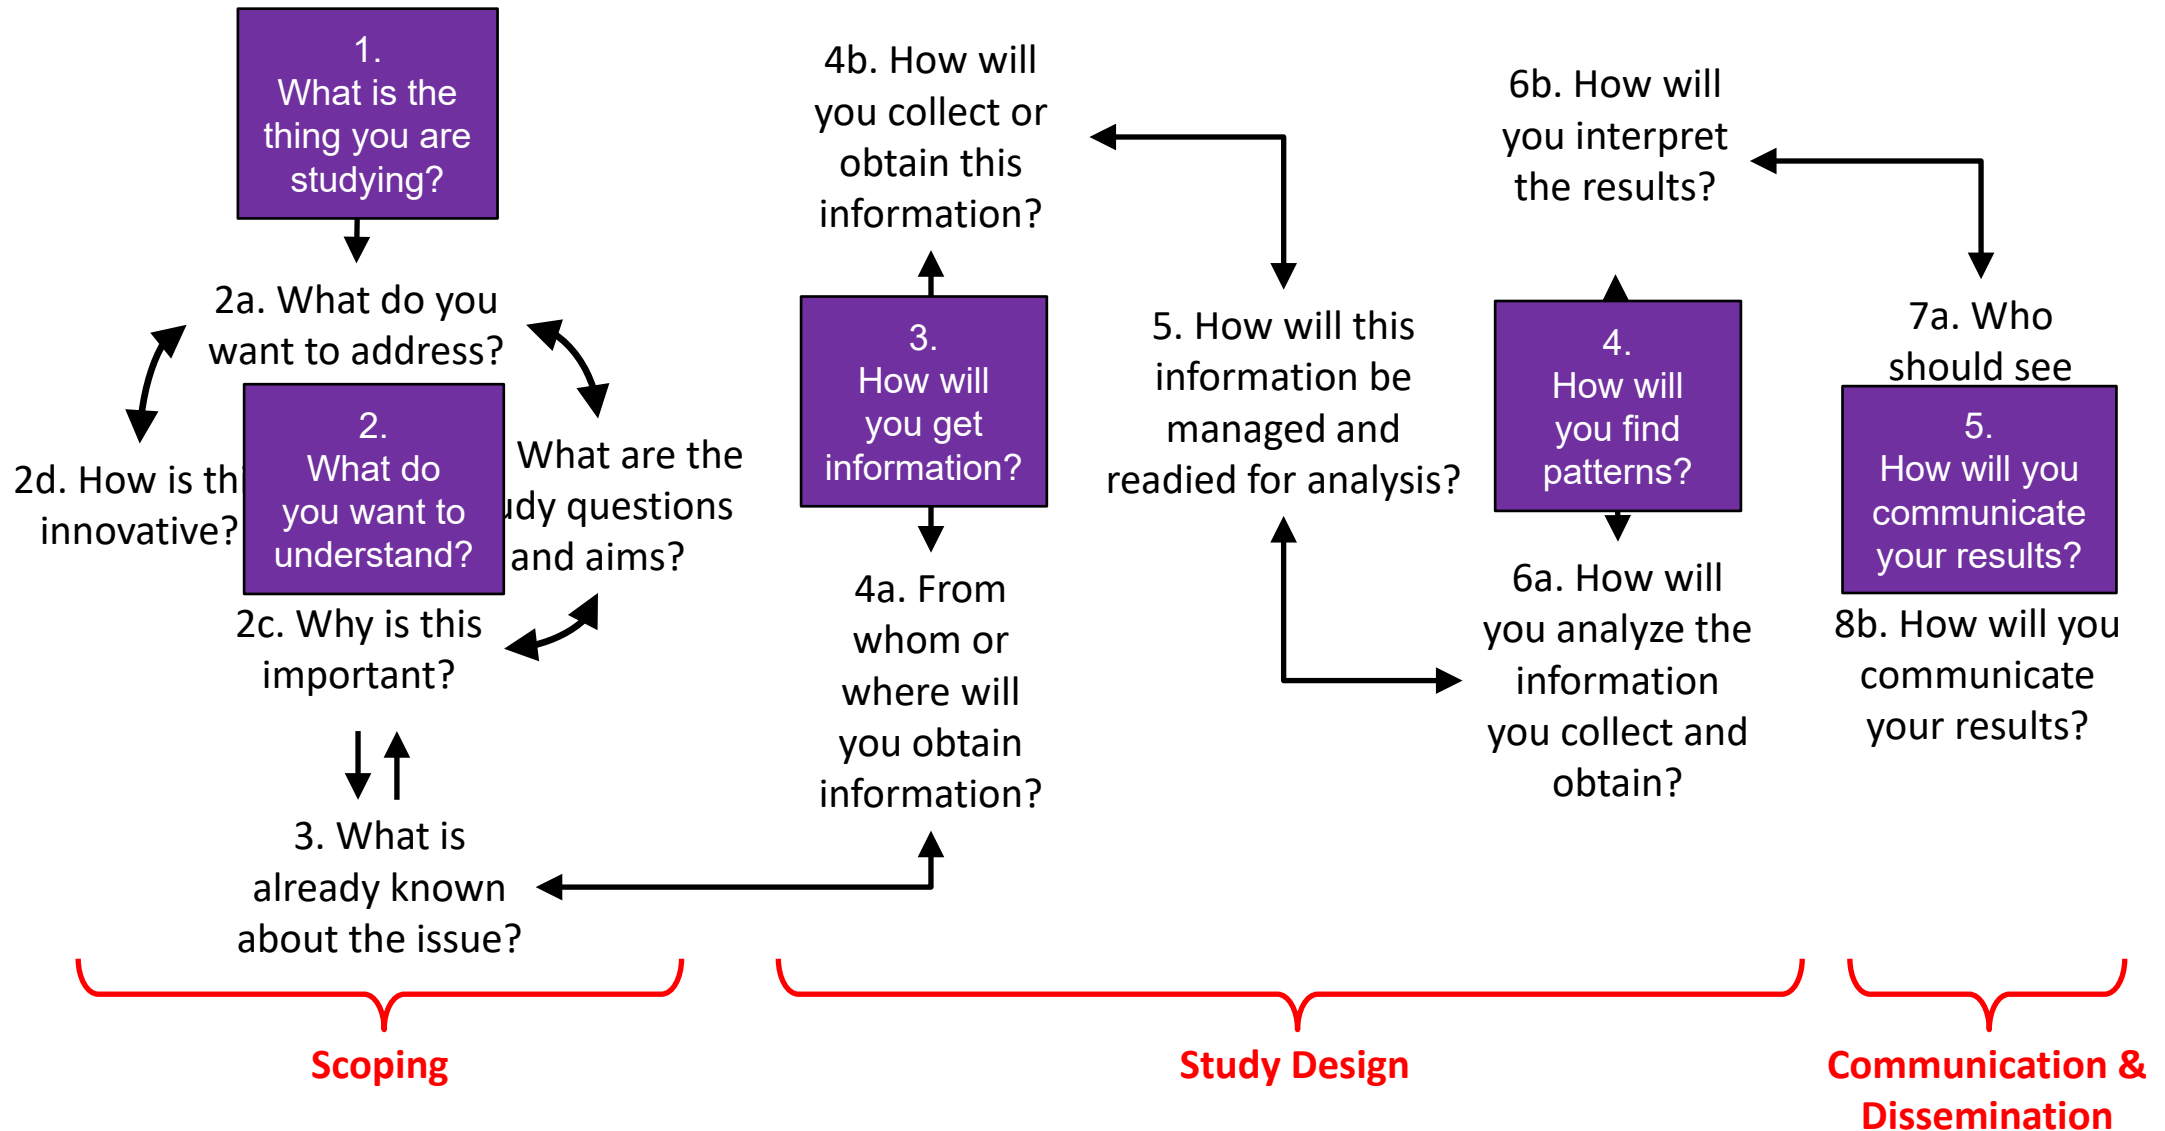 1.
What is the
thing you are
studying?
2a. What do you
want to address?
2.
What do
you want to
understand?
2d. How is
innovative?
What are the
questions
and aims?
2c. Why is this
important?
3. What is
already known
about the issue?
4b. How will
you collect or
obtain this
information?
3.
How will
you get
information?
4a. From
whom or
where will
you obtain
information?
5. How will this
information be
managed and
readied for analysis?
6b. How will
you interpret
the results?
4.
How will
you find
patterns?
6a. How will
you analyze the
information
you collect and
obtain?
7a. Who
should see
5.
How will you
communicate
your results?
8b. How will you
communicate
your results?
Scoping
Study Design
Communication &
Dissemination